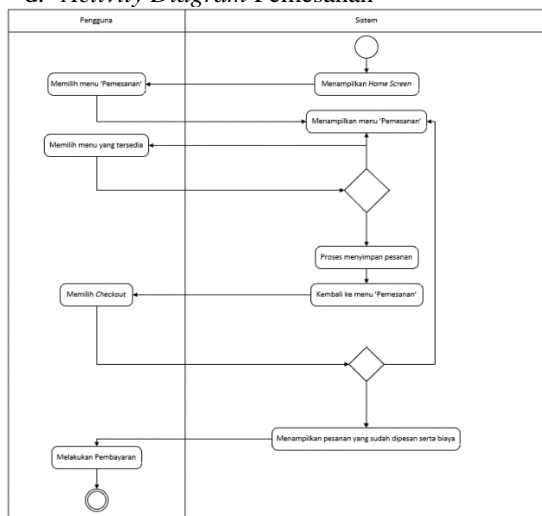 d. Activity Diagram Pemesanan
Pengguna
Sistem
Menampilkan Home Screen
Memilih menu 'Pemesanan'
Menampilkan menu 'Pemesanan'
Memilih menu yang tersedia
Proses menyimpan pesanan
Kembali ke menu 'Pemesanan'
Memilih Checkout
Menampilkan pesanan yang sudah dipesan serta biaya
Melakukan Pembayaran